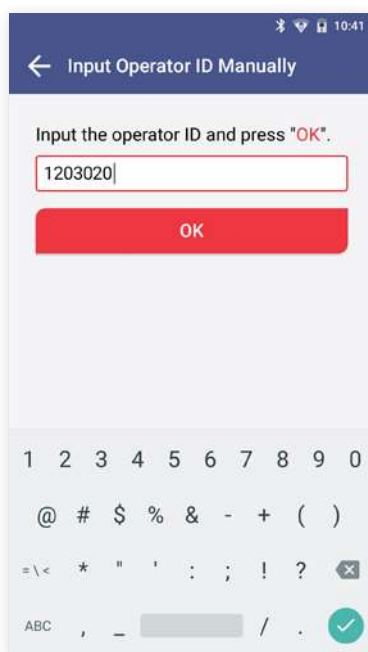 10:41
Input Operator ID Manually
Input the operator ID and press "OK".
1203020
OK
1 2 3 4 5 6 7 8 9 0
@ # $ % & - + ( )
= \ < * " ' : ; ! ?
ABC , _ / .